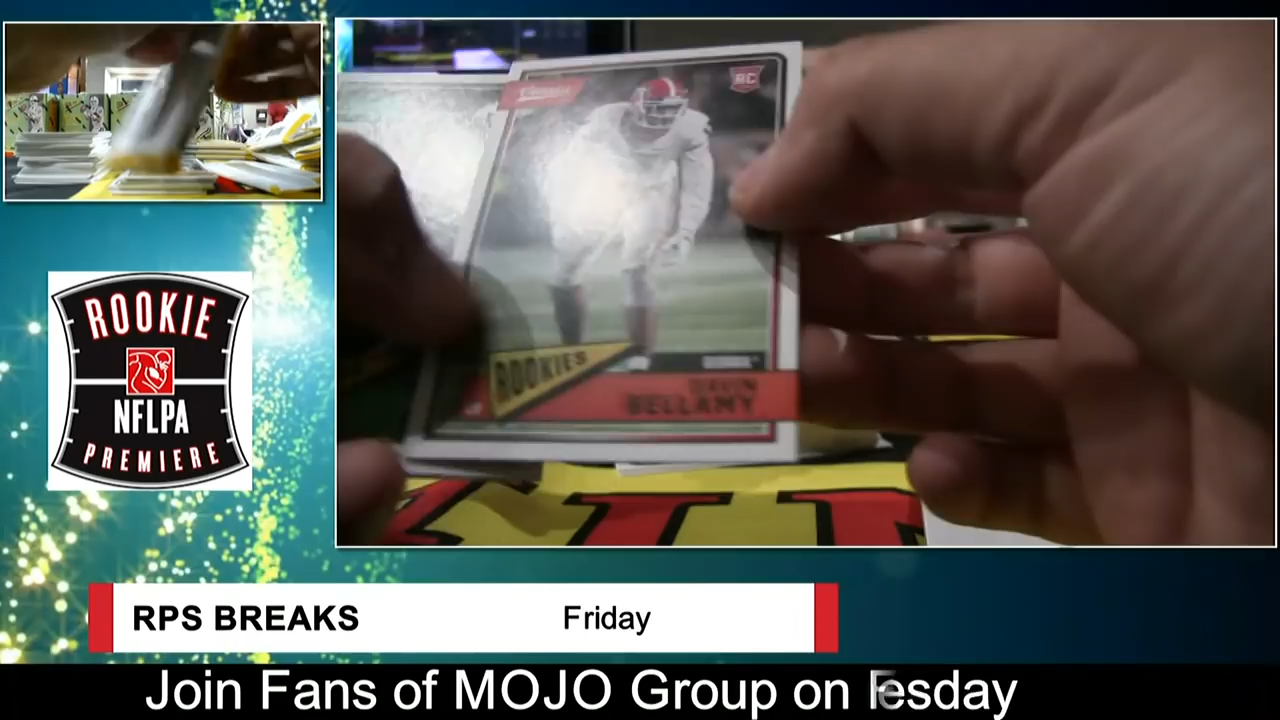 RC
ROOKIES
BELLAMY
ROOKIE
NFLPA
PREMIERE
RPS BREAKS
Friday
Join Fans of MOJO Group on